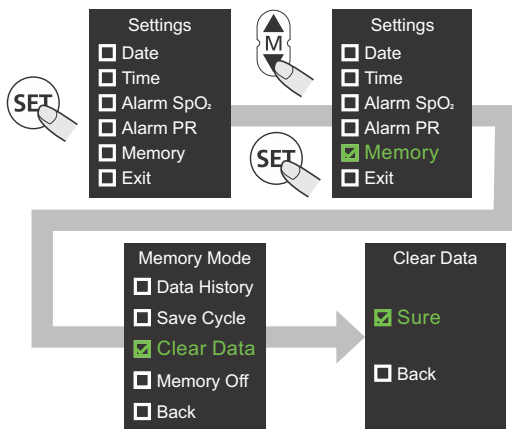 Settings
Date
Time
Alarm SpO₂
Alarm PR
Memory
Exit
SET
M
SET
Settings
Date
Time
Alarm SpO₂
Alarm PR
Memory
Exit
Memory Mode
Data History
Save Cycle
Clear Data
Memory Off
Back
Clear Data
Sure
Back